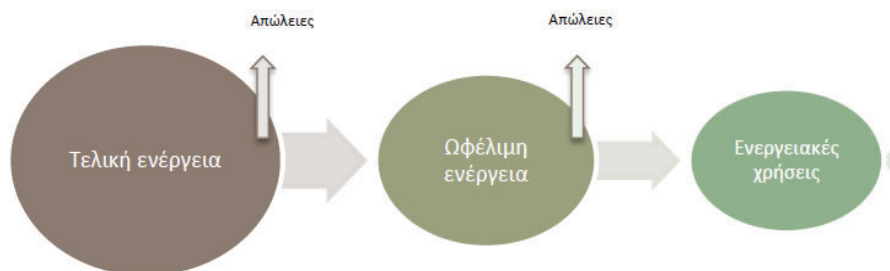 Απώλειες
Απώλειες
Τελική ενέργεια
Ωφέλιμη
ενέργεια
Ενεργειακές
χρήσεις